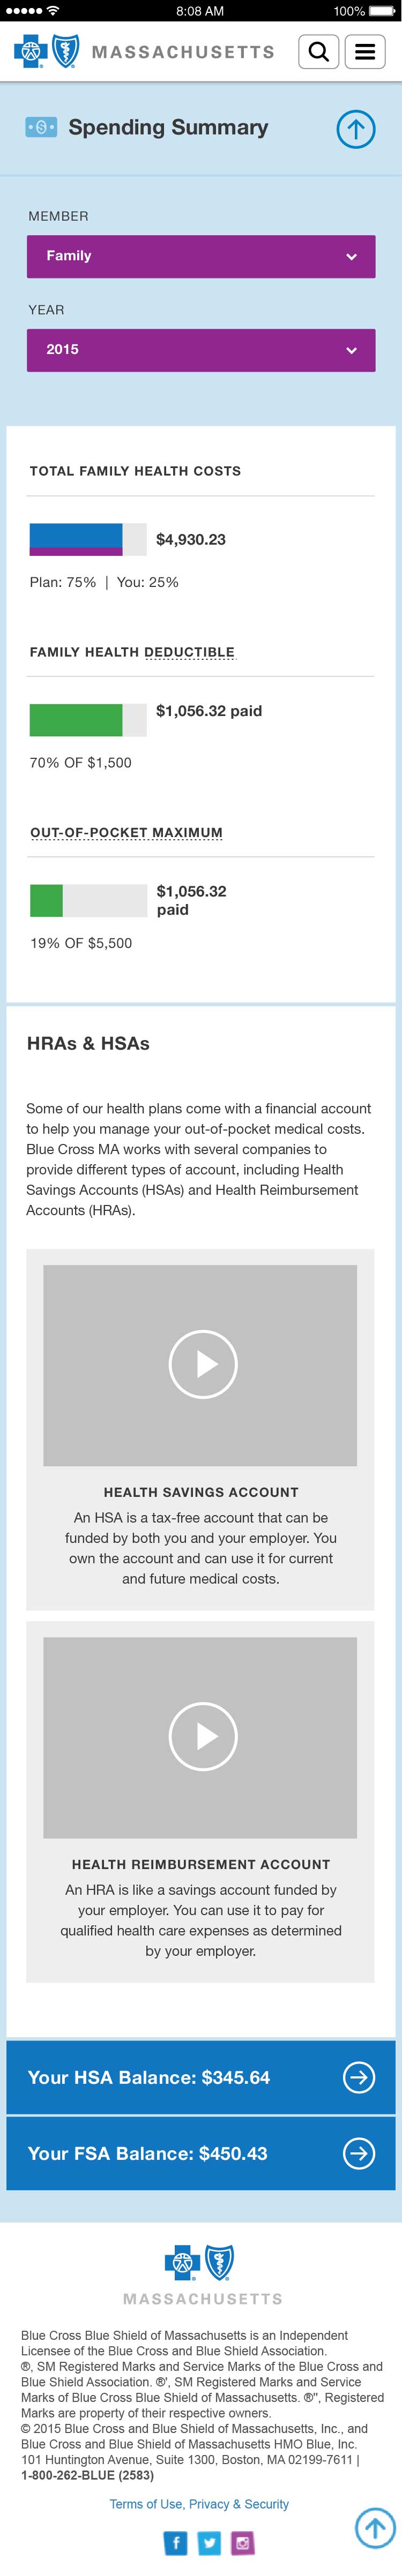 8:08 AM
100%
MASSACHUSETTS
Spending Summary
MEMBER
Family
YEAR
2015
TOTAL FAMILY HEALTH COSTS
$4,930.23
Plan: 75% | You: 25%
FAMILY HEALTH DEDUCTIBLE
$1,056.32 paid
70% OF $1,500
OUT-OF-POCKET MAXIMUM
$1,056.32
paid
19% OF $5,500
HRAs & HSAs
Some of our health plans come with a financial account
to help you manage your out-of-pocket medical costs.
Blue Cross MA works with several companies to
provide different types of account, including Health
Savings Accounts (HSAs) and Health Reimbursement
Accounts (HRAs).
HEALTH SAVINGS ACCOUNT
An HSA is a tax-free account that can be
funded by both you and your employer. You
own the account and can use it for current
and future medical costs.
HEALTH REIMBURSEMENT ACCOUNT
An HRA is like a savings account funded by
your employer. You can use it to pay for
qualified health care expenses as determined
by your employer.
Your HSA Balance: $345.64
Your FSA Balance: $450.43
MASSACHUSETTS
Blue Cross Blue Shield of Massachusetts is an Independent
Licensee of the Blue Cross and Blue Shield Association.
®, SM Registered Marks and Service Marks of the Blue Cross and
Blue Shield Association. ®', SM Registered Marks and Service
Marks of Blue Cross Blue Shield of Massachusetts. ®", Registered
Marks are property of their respective owners.
© 2015 Blue Cross and Blue Shield of Massachusetts, Inc., and
Blue Cross and Blue Shield of Massachusetts HMO Blue, Inc.
101 Huntington Avenue, Suite 1300, Boston, MA 02199-7611 |
1-800-262-BLUE (2583)
Terms of Use, Privacy & Security